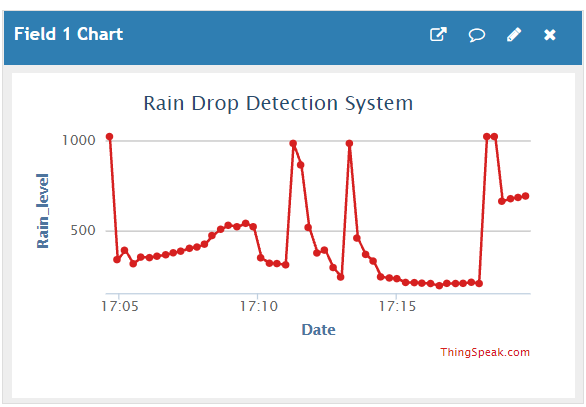 Field 1 Chart
Rain Drop Detection System
1000
500
Rain_level
17:05 17:10 17:15
Date
ThingSpeak.com